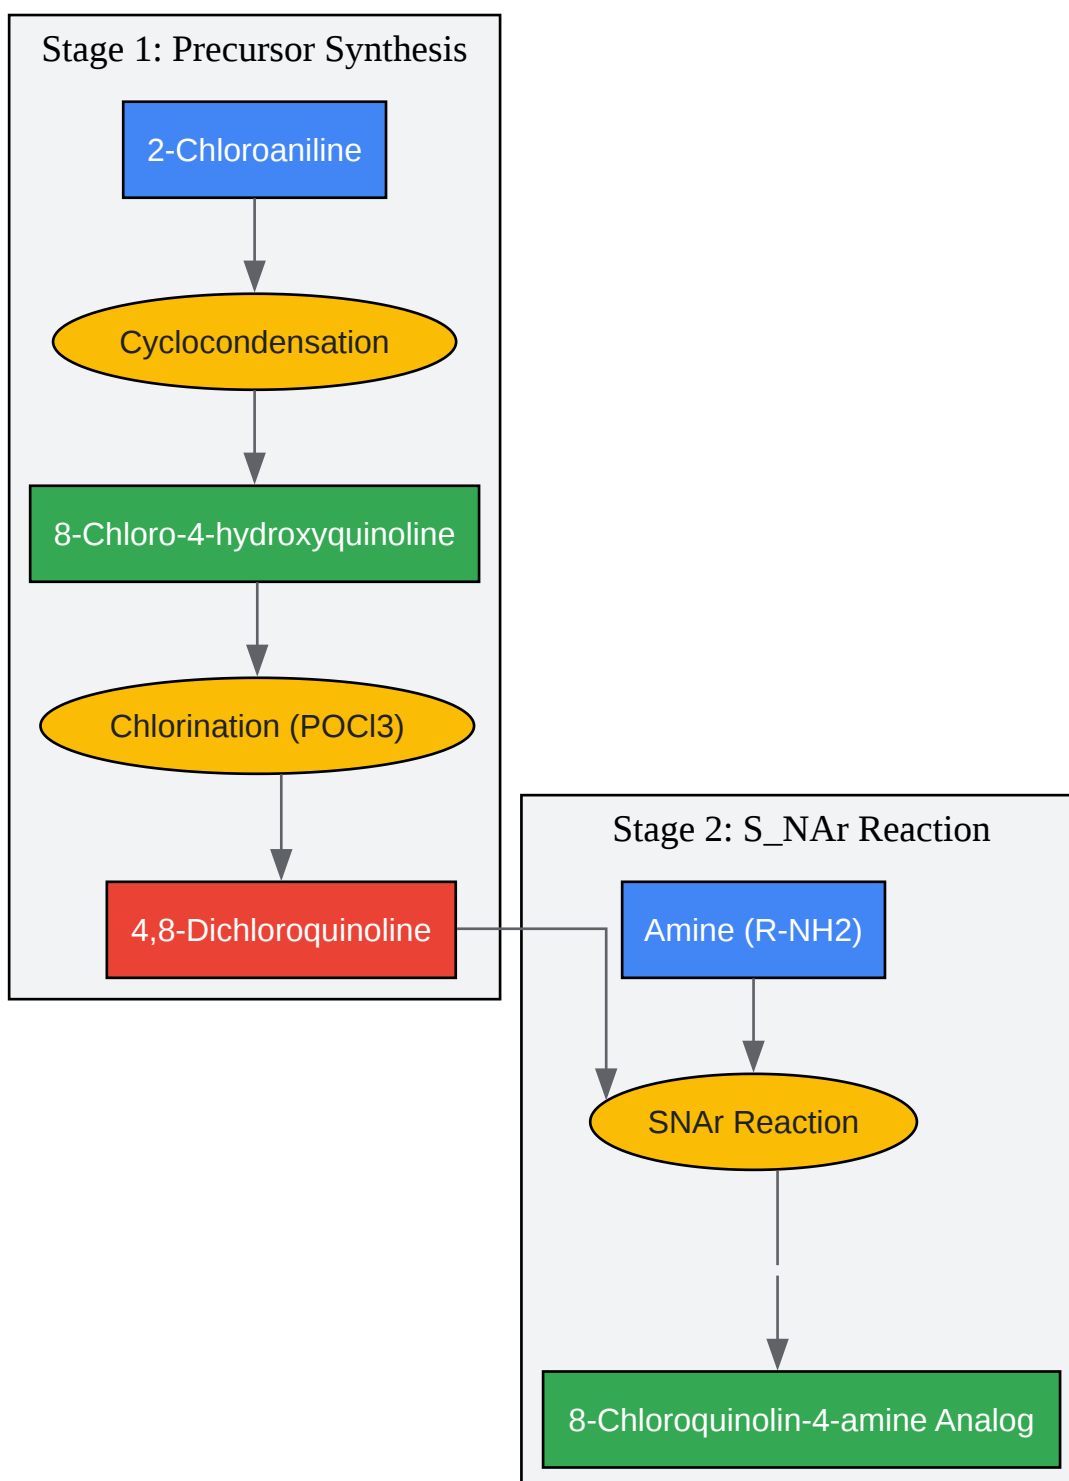 Stage 1: Precursor Synthesis
2-Chloroaniline
Cyclocondensation
8-Chloro-4-hydroxyquinoline
Chlorination (POCl3)
4,8-Dichloroquinoline
Stage 2: S_NAr Reaction
Amine (R-NH2)
SNAr Reaction
8-Chloroquinolin-4-amine Analog